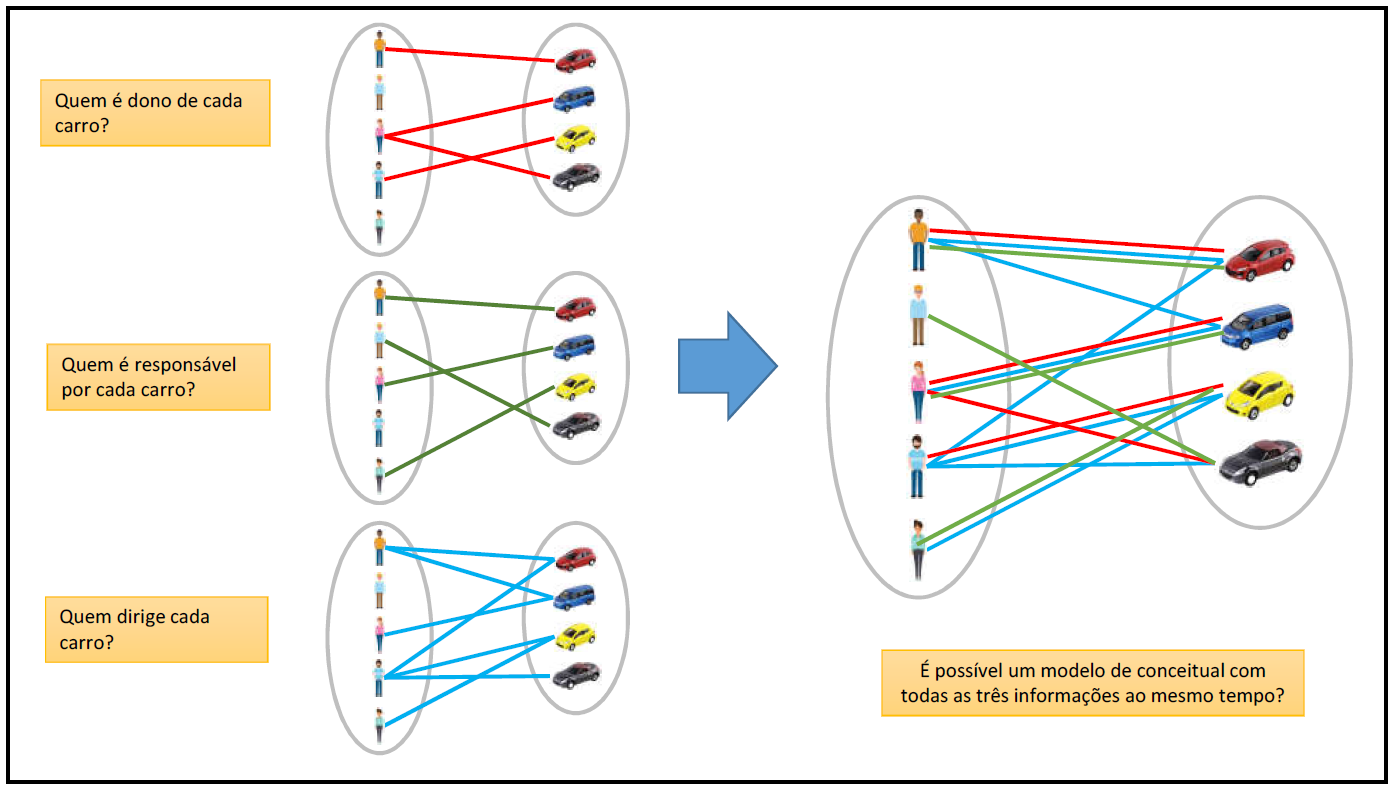 Quem é dono de cada
carro?
Quem é responsável
por cada carro?
Quem dirige cada
carro?
É possível um modelo de conceitual com
todas as três informações ao mesmo tempo?